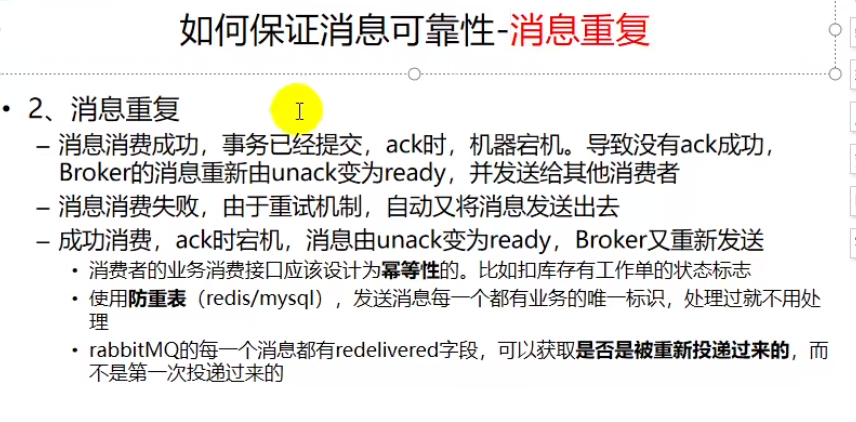 如何保证消息可靠性-消息重复
• 2、消息重复
– 消息消费成功，事务已经提交，ack时，机器宕机。导致没有ack成功，
Broker的消息重新由unack变为ready，并发送给其他消费者
– 消息消费失败，由于重试机制，自动又将消息发送出去
– 成功消费，ack时宕机，消息由unack变为ready，Broker又重新发送
• 消费者的业务消费接口应该设计为幂等性的。比如扣库存有工作单的状态标志
• 使用防重表（redis/mysql），发送消息每一个都有业务的唯一标识，处理过就不用处
理
• rabbitMQ的每一个消息都有redelivered字段，可以获取是否是被重新投递过来的，而
不是第一次投递过来的